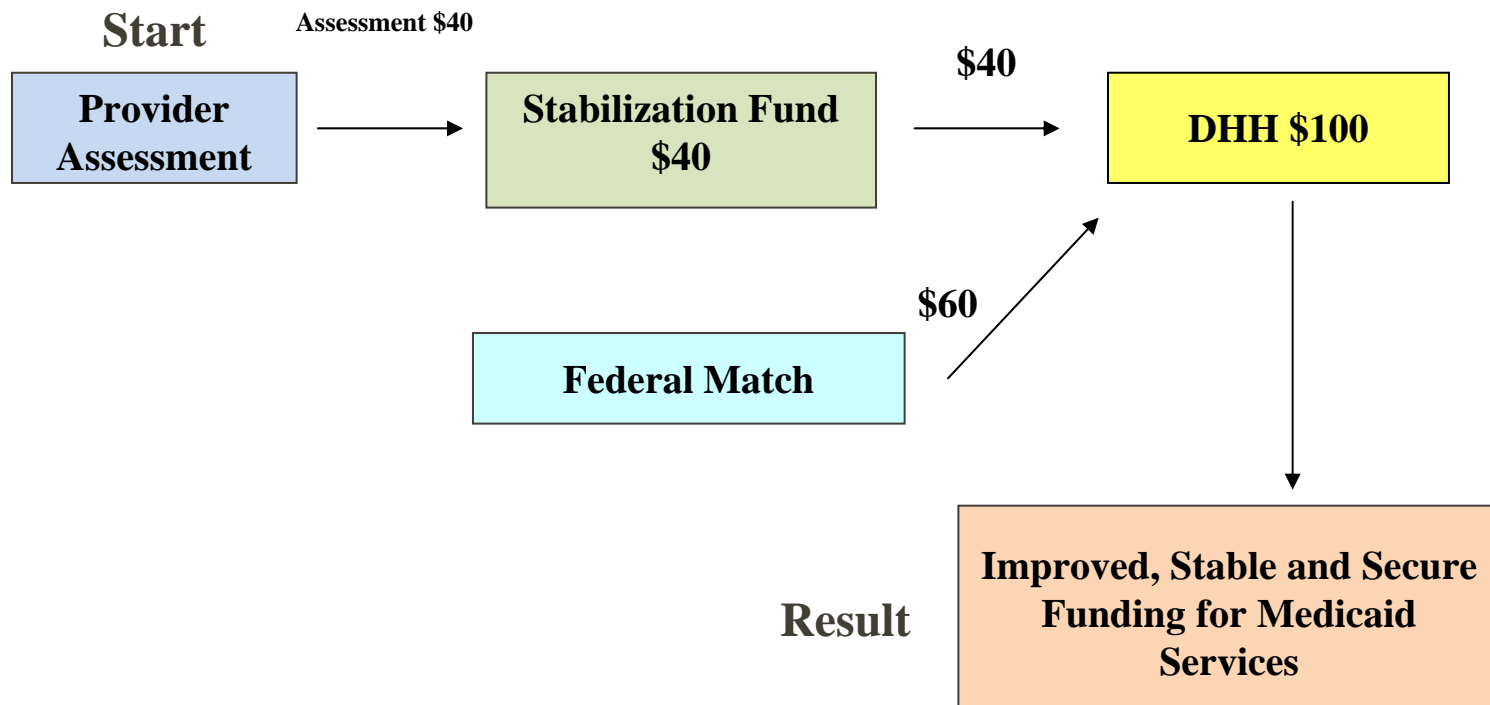 Start
Assessment $40
Provider
Assessment
Stabilization Fund
$40
$40
DHH $100
$60
Federal Match
Improved, Stable and Secure
Funding for Medicaid
Services
Result